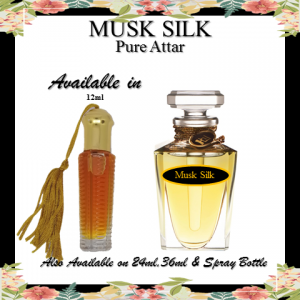 MUSK SILK
Pure Attar
Available in
12ml
Musk Silk
Also Available on 24ml,36ml & Spray Bottle